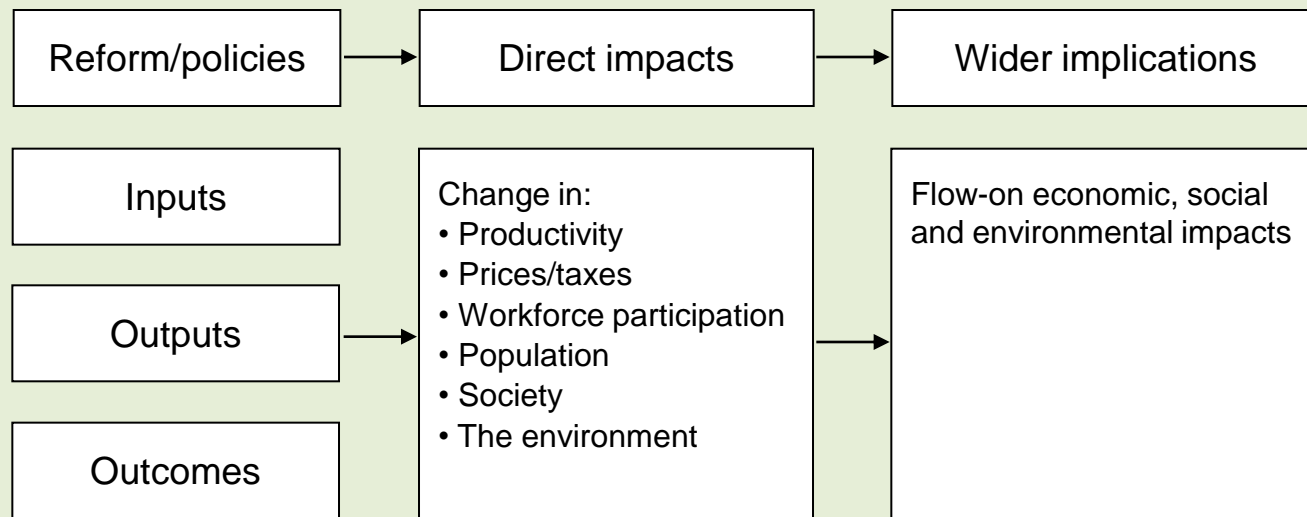 Reform/policies
Direct impacts
Wider implications
Inputs
Outputs
Outcomes
Change in:
• Productivity
• Prices/taxes
• Workforce participation
• Population
• Society
• The environment
Flow-on economic, social
and environmental impacts